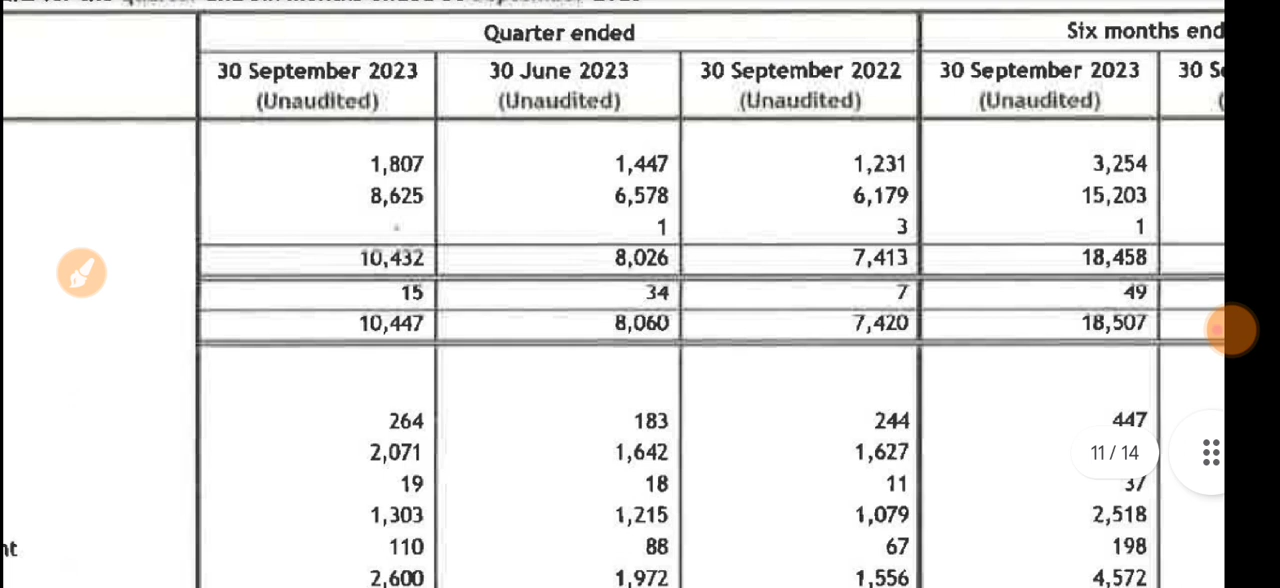 Quarter ended Six months end
30 September 2023 30 June 2023 30 September 2022 30 September 2023 30 Se
(Unaudited) (Unaudited) (Unaudited) (Unaudited) (
1,807 1,447 1,231 3,254
8,625 6,578 6,179 15,203
- 1 3 1
10,432 8,026 7,413 18,458
15 34 7 49
10,447 8,060 7,420 18,507
264 183 244 447
2,071 1,642 1,627
11 / 14
19 18 11 37
1,303 1,215 1,079 2,518
nt 110 88 67 198
2,600 1,972 1,556 4,572